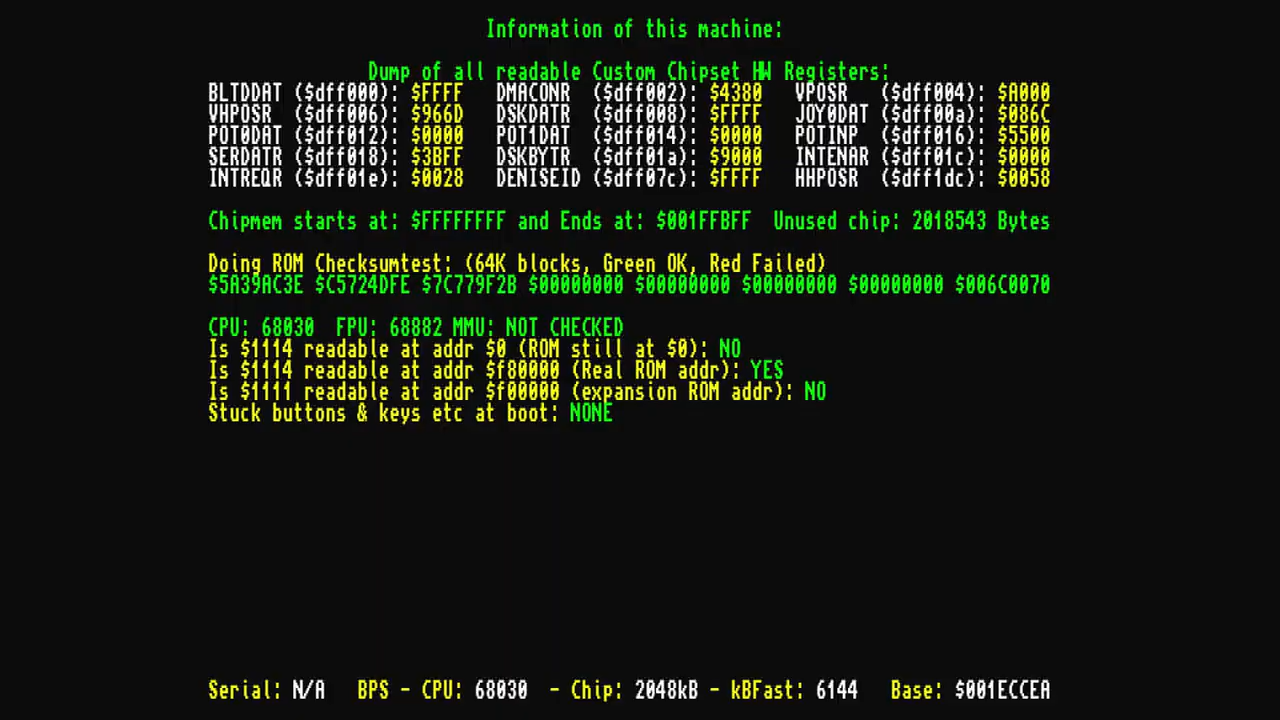 Information of this machine:
Dump of all readable Custom Chipset HW Registers:
BLTDDAT ($dff000): $FFFF DMACONR ($dff002): $4380 VPOSR ($dff004): $A000
VHPOSR ($dff006): $966D DSKDATR ($dff008): $FFFF JOY0DAT ($dff00a): $086C
POT0DAT ($dff012): $0000 POT1DAT ($dff014): $0000 POTINP ($dff016): $5500
SERDATR ($dff018): $3BFF DSKBYTR ($dff01a): $9000 INTENAR ($dff01c): $0000
INTREQR ($dff01e): $0028 DENISEID ($dff07c): $FFFF HHPOSR ($dff1dc): $0058
Chipmem starts at: $FFFFFFFF and Ends at: $001FFBFF Unused chip: 2018543 Bytes
Doing ROM Checksumtest: (64K blocks, Green OK, Red Failed)
$5A39AC3E $C5724DFE $7C779F2B $00000000 $00000000 $00000000 $00000000 $006C0070
CPU: 68030 FPU: 68882 MMU: NOT CHECKED
Is $1114 readable at addr $0 (ROM still at $0): NO
Is $1114 readable at addr $f80000 (Real ROM addr): YES
Is $1111 readable at addr $f00000 (expansion ROM addr): NO
Stuck buttons & keys etc at boot: NONE
Serial: N/A BPS - CPU: 68030 - Chip: 2048kB - kBFast: 6144 Base: $001ECCEA